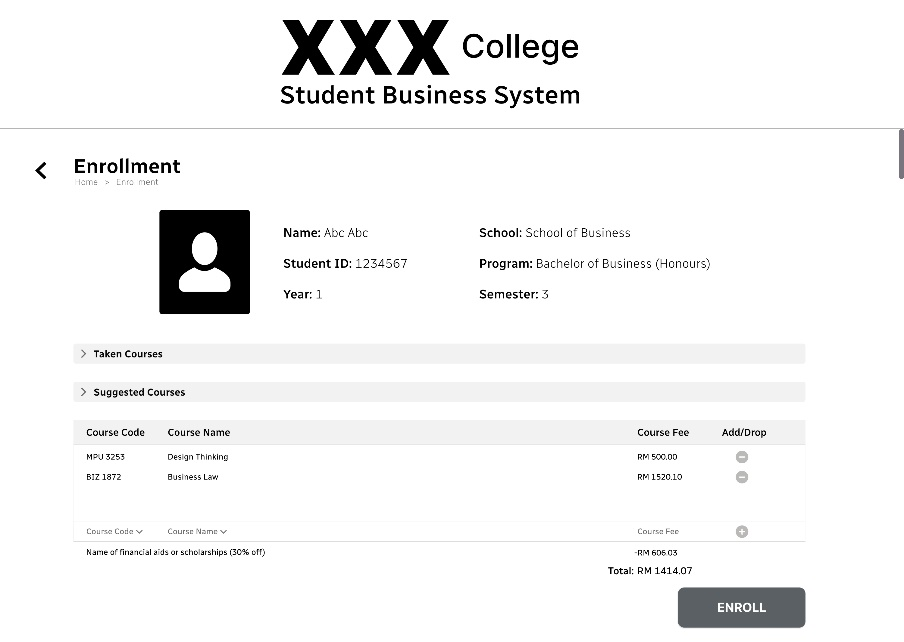 XXX College
Student Business System
Enrollment
Home > Enrollment
Name: Abc Abc
School: School of Business
Student ID: 1234567
Program: Bachelor of Business (Honours)
Year: 1
Semester: 3
Taken Courses
Suggested Courses
Course Code Course Name Course Fee Add/Drop
MPU 3253 Design Thinking RM 500.00
BIZ 1872 Business Law RM 1520.10
Course Code Course Name Course Fee
Name of financial aids or scholarships (30% off) -RM 606.03
Total: RM 1414.07
ENROLL